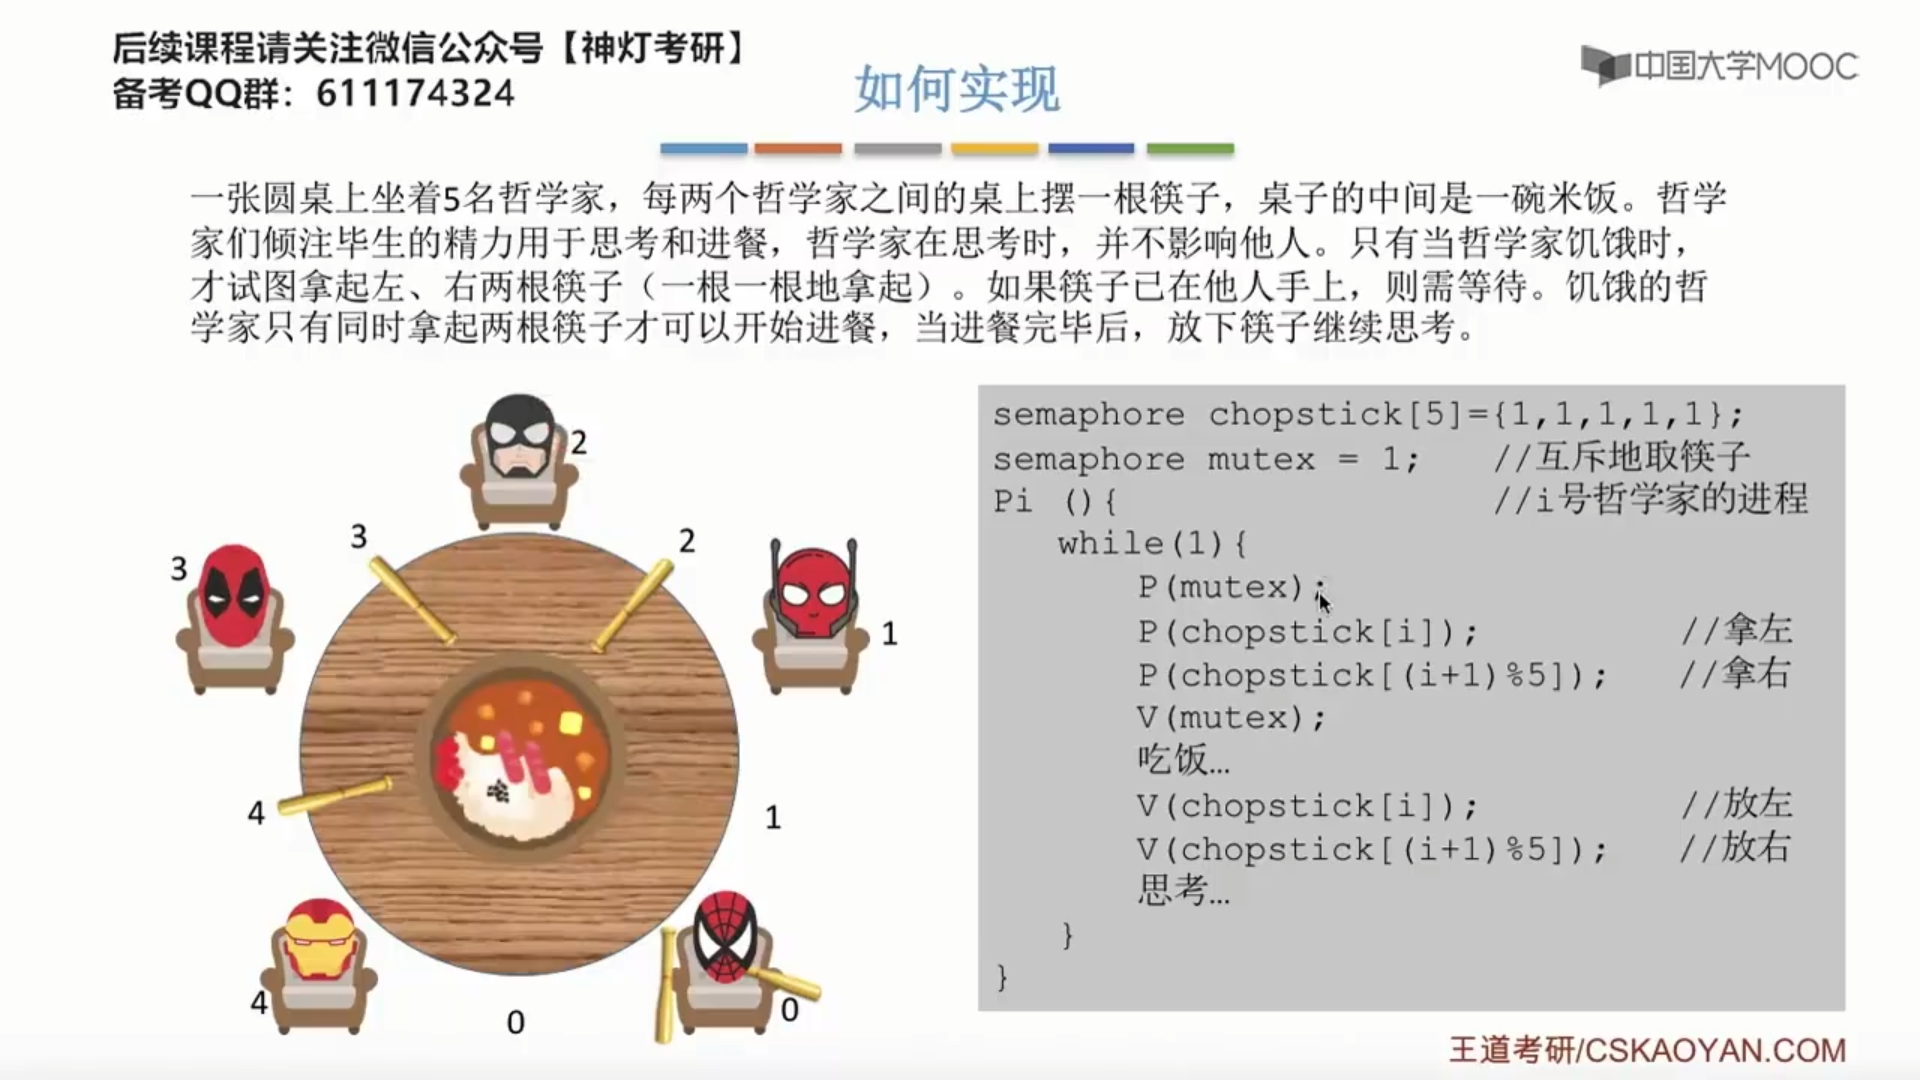 后续课程请关注微信公众号【神灯考研】
备考QQ群：611174324
如何实现
中国大学MOOC
一张圆桌上坐着5名哲学家，每两个哲学家之间的桌上摆一根筷子，桌子的中间是一碗米饭。哲学
家们倾注毕生的精力用于思考和进餐，哲学家在思考时，并不影响他人。只有当哲学家饥饿时，
才试图拿起左、右两根筷子（一根一根地拿起）。如果筷子已在他人手上，则需等待。饥饿的哲
学家只有同时拿起两根筷子才可以开始进餐，当进餐完毕后，放下筷子继续思考。
2
3
2
3
1
4
1
4
0
0
semaphore chopstick[5]={1,1,1,1,1};
semaphore mutex = 1; //互斥地取筷子
Pi (){ //i号哲学家的进程
while(1){
P(mutex);
P(chopstick[i]); //拿左
P(chopstick[(i+1)%5]); //拿右
V(mutex);
吃饭…
V(chopstick[i]); //放左
V(chopstick[(i+1)%5]); //放右
思考…
}
}
王道考研/CSKAOYAN.COM